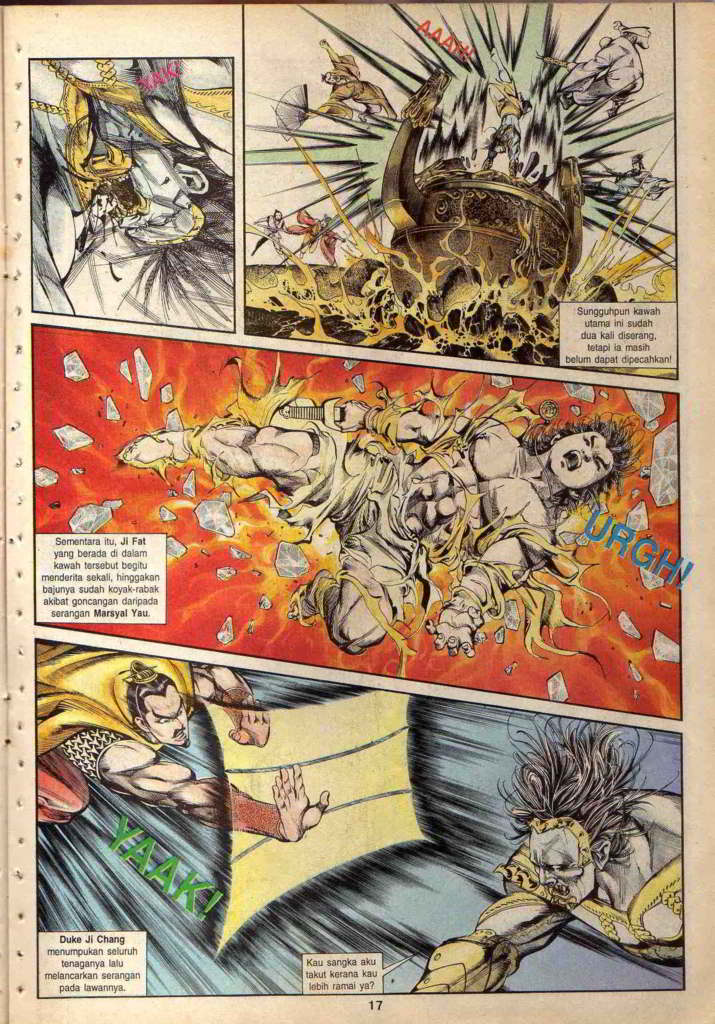 YAIK!
AAAH!
Sungguhpun kawah
utama ini sudah
dua kali diserang,
tetapi ia masih
belum dapat dipecahkan!
URGH!
Sementara itu, Ji Fat
yang berada di dalam
kawah tersebut begitu
menderita sekali, hinggakan
bajunya sudah koyak-rabak
akibat goncangan daripada
serangan Marsyal Yau.
YAAK!
Duke Ji Chang
menumpukan seluruh
tenaganya lalu
melancarkan serangan
pada lawannya.
Kau sangka aku
takut kerana kau
lebih ramai ya?
17